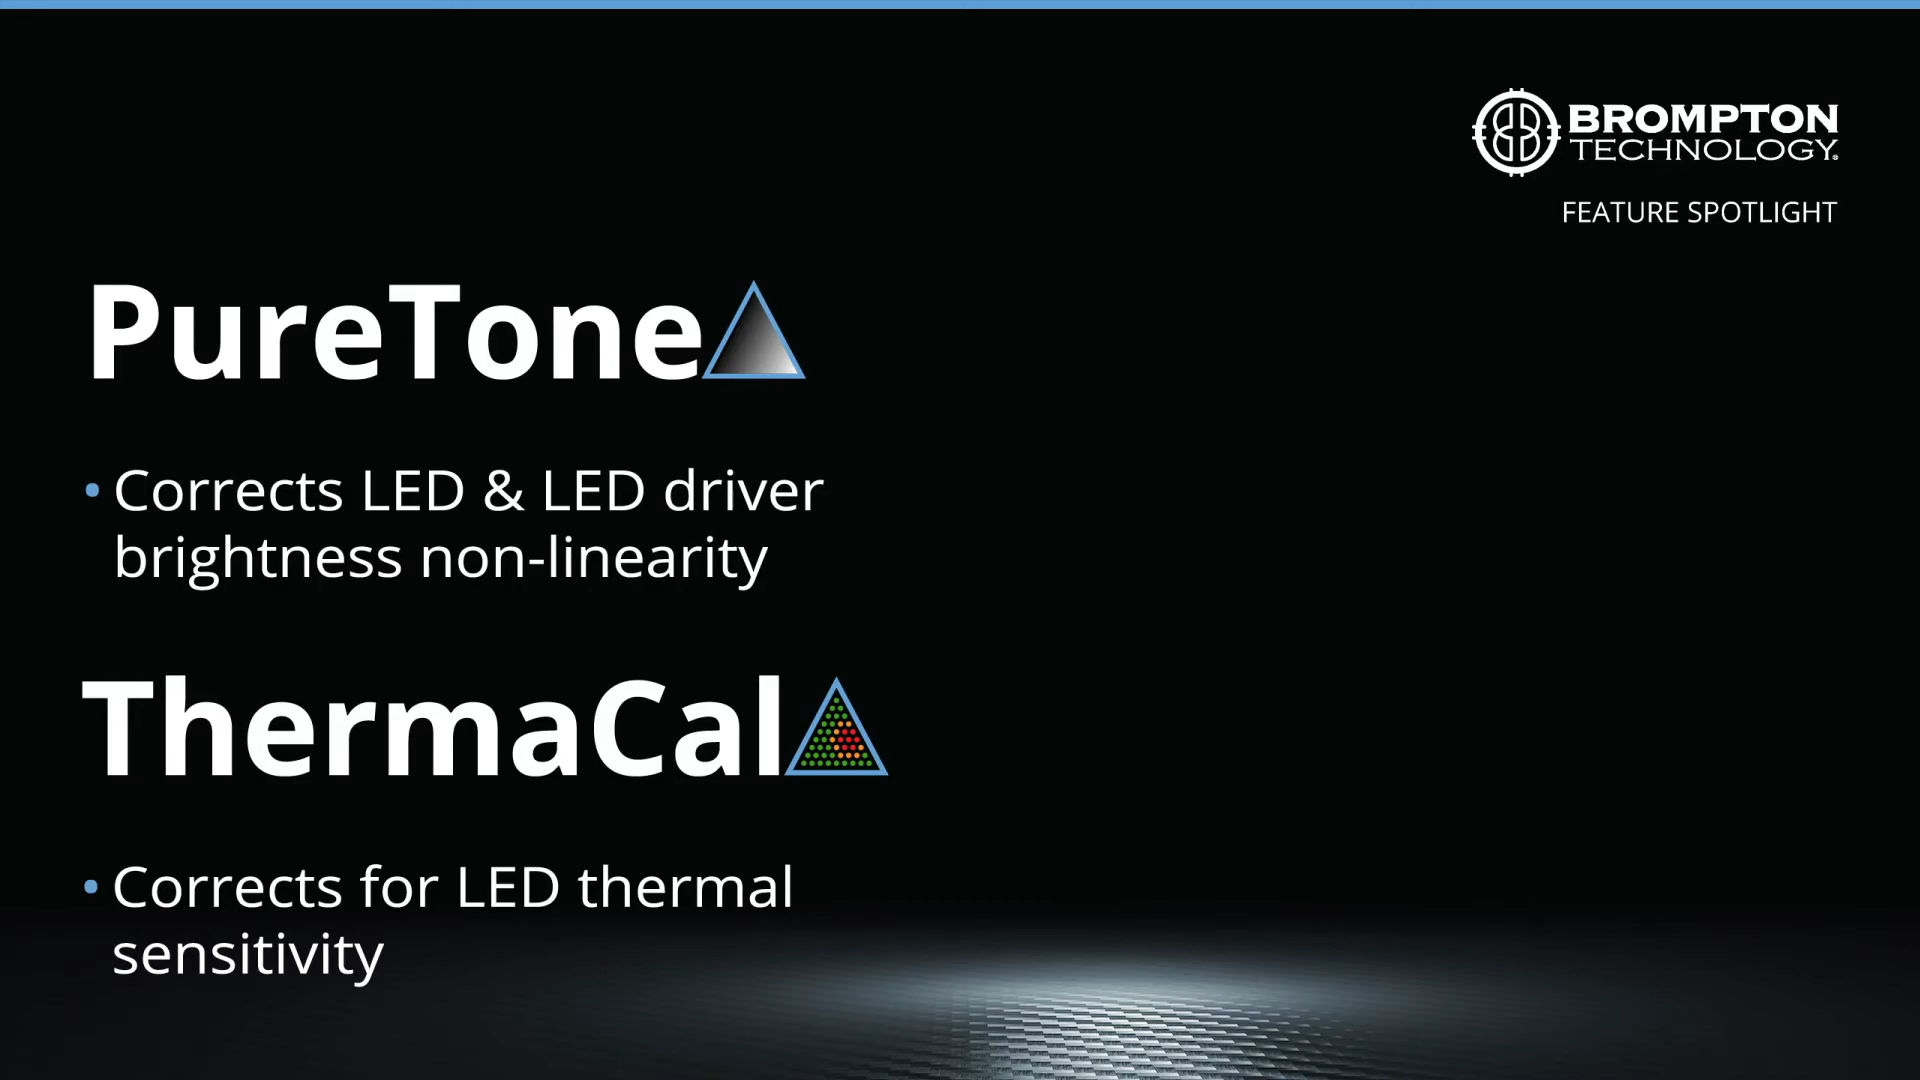 BROMPTON
TECHNOLOGY®
FEATURE SPOTLIGHT
PureTone
• Corrects LED & LED driver
brightness non-linearity
ThermaCal
• Corrects for LED thermal
sensitivity